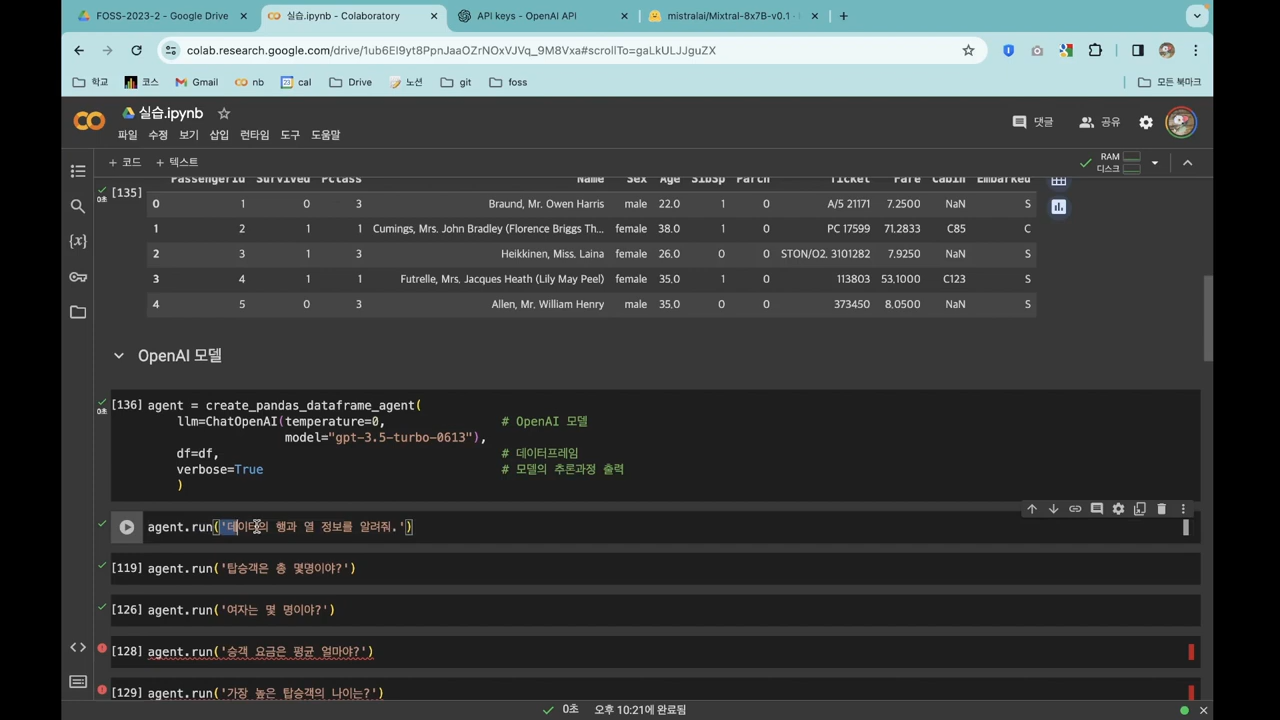 FOSS-2023-2 - Google Drive
실습.ipynb - Colaboratory
API keys - OpenAI API
mistralai/Mixtral-8x7B-v0.1 ·
colab.research.google.com/drive/1ub6EI9yt8PpnJaaOZrNOxVJVq_9M8Vxa#scrollTo=gaLkULJJguZX
학교 코스 Gmail nb cal Drive 노션 git foss 모든 북마크
실습.ipynb
파일 수정 보기 삽입 런타임 도구 도움말
댓글 공유
+ 코드 + 텍스트
RAM
디스크
[135] PassengerId Survived Pclass Name Sex Age SibSp Parch Ticket Fare Cabin Embarked
0초
0 1 0 3 Braund, Mr. Owen Harris male 22.0 1 0 A/5 21171 7.2500 NaN S
1 2 1 1 Cumings, Mrs. John Bradley (Florence Briggs Th... female 38.0 1 0 PC 17599 71.2833 C85 C
2 3 1 3 Heikkinen, Miss. Laina female 26.0 0 0 STON/O2. 3101282 7.9250 NaN S
3 4 1 1 Futrelle, Mrs. Jacques Heath (Lily May Peel) female 35.0 1 0 113803 53.1000 C123 S
4 5 0 3 Allen, Mr. William Henry male 35.0 0 0 373450 8.0500 NaN S
OpenAI 모델
[136] agent = create_pandas_dataframe_agent(
0초
llm=ChatOpenAI(temperature=0, # OpenAI 모델
model="gpt-3.5-turbo-0613"),
df=df, # 데이터프레임
verbose=True # 모델의 추론과정 출력
)
agent.run('데이터의 행과 열 정보를 알려줘.')
[119] agent.run('탑승객은 총 몇명이야?')
[126] agent.run('여자는 몇 명이야?')
[128] agent.run('승객 요금은 평균 얼마야?')
[129] agent.run('가장 높은 탑승객의 나이는?')
0초 오후 10:21에 완료됨